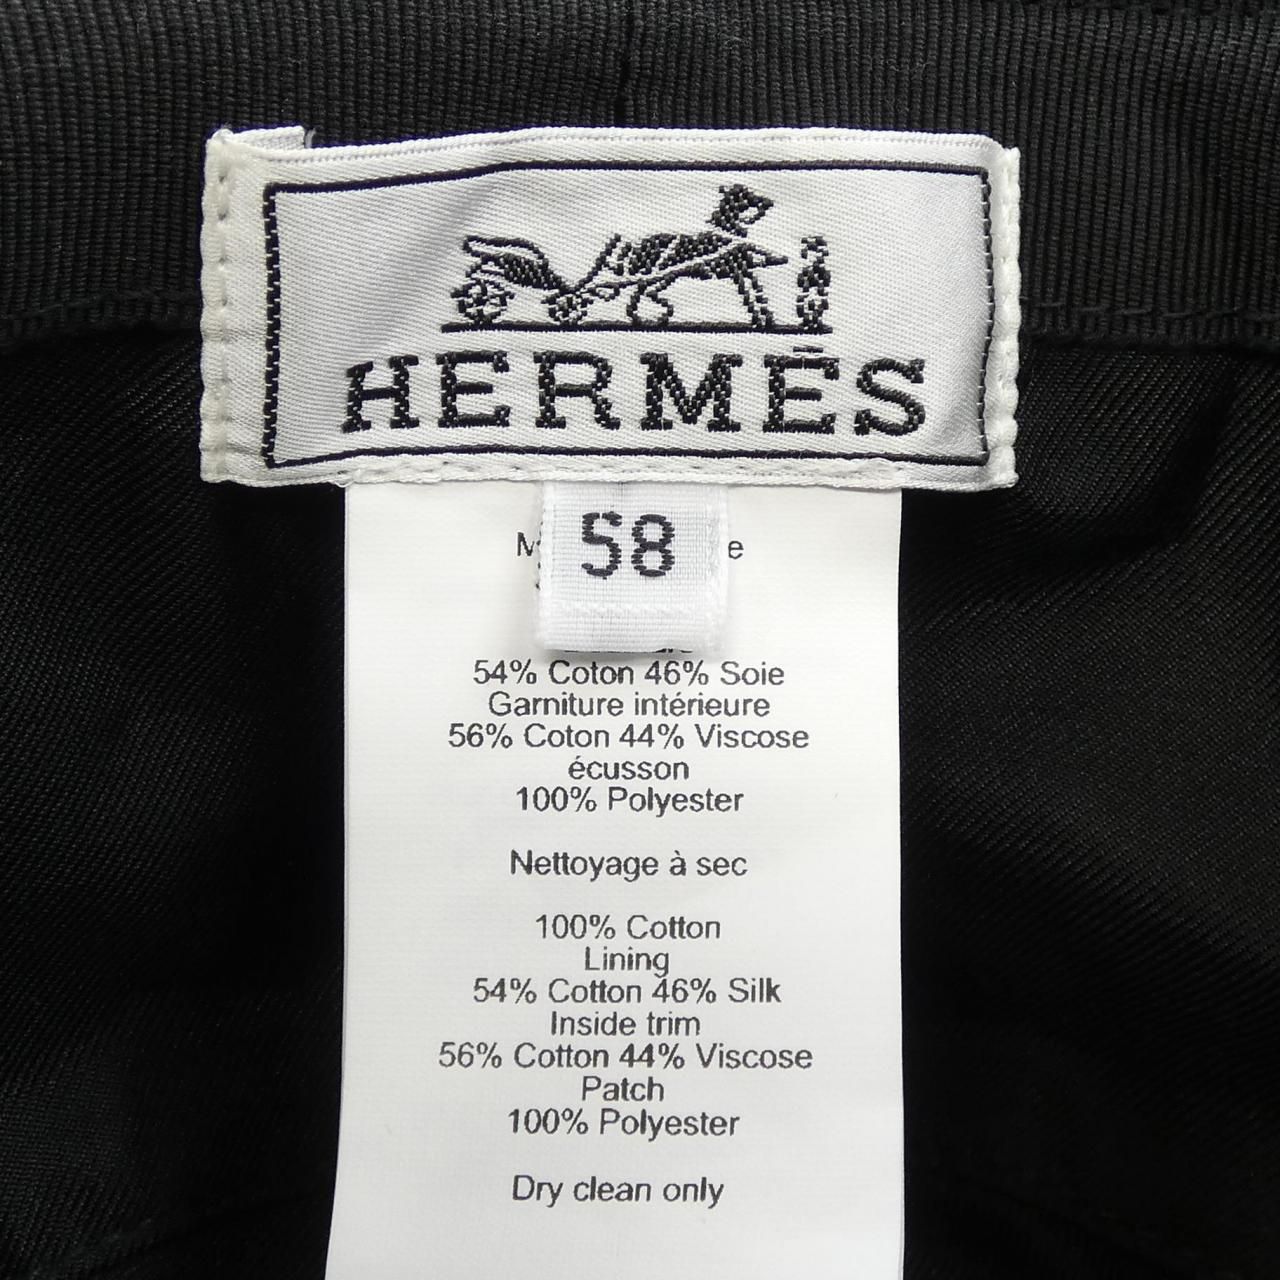 HERMÈS
58
54% Coton 46% Soie
Garniture intérieure
56% Coton 44% Viscose
écusson
100% Polyester
Nettoyage à sec
100% Cotton
Lining
54% Cotton 46% Silk
Inside trim
56% Cotton 44% Viscose
Patch
100% Polyester
Dry clean only